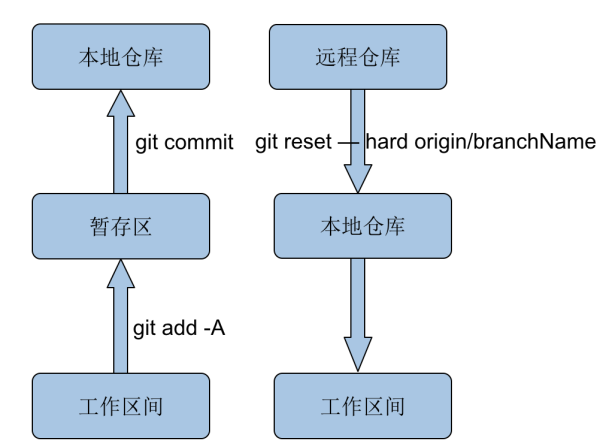 本地仓库
远程仓库
git commit
git reset —hard origin/branchName
暂存区
本地仓库
git add -A
工作区间
工作区间